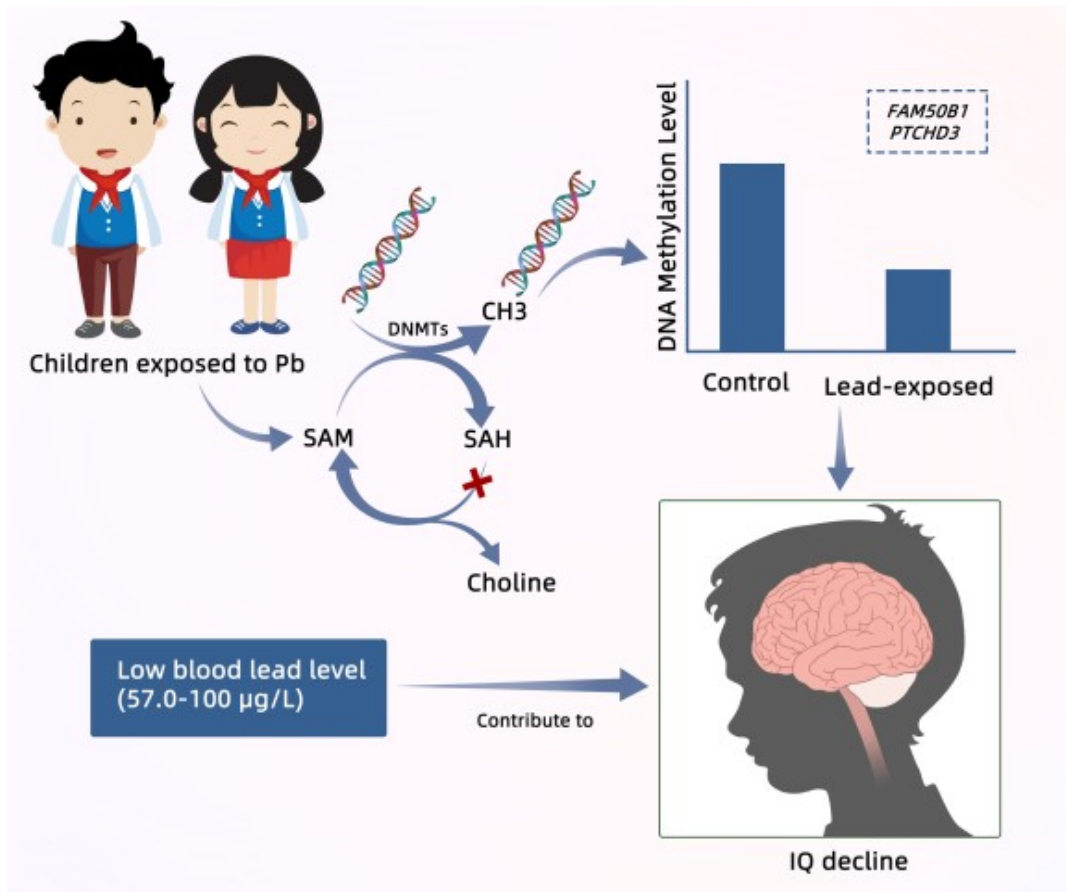 Children exposed to Pb
DNMTs
CH3
SAM
SAH
Choline
DNA Methylation Level
FAM50B1
PTCHD3
Control
Lead-exposed
Low blood lead level
(57.0-100 µg/L)
Contribute to
IQ decline